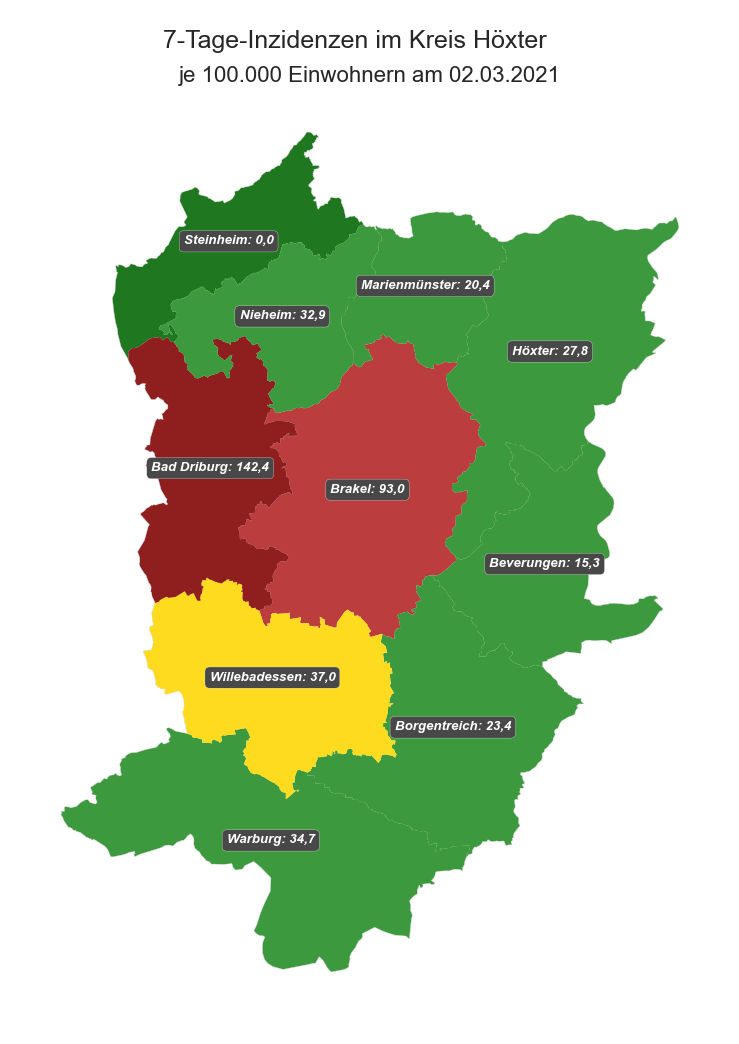 7-Tage-Inzidenzen im Kreis Höxter
je 100.000 Einwohnern am 02.03.2021
Steinheim: 0,0
Marienmünster: 20,4
Nieheim: 32,9
Höxter: 27,8
Bad Driburg: 142,4
Brakel: 93,0
Beverungen: 15,3
Willebadessen: 37,0
Borgentreich: 23,4
Warburg: 34,7